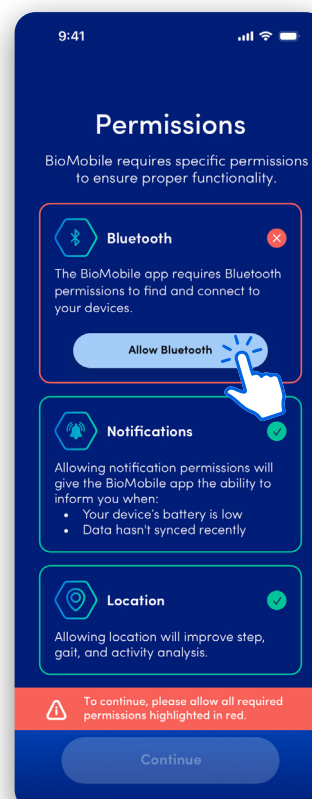 9:41
Permissions
BioMobile requires specific permissions
to ensure proper functionality.
Bluetooth
The BioMobile app requires Bluetooth
permissions to find and connect to
your devices.
Allow Bluetooth
Notifications
Allowing notification permissions will
give the BioMobile app the ability to
inform you when:
• Your device's battery is low
• Data hasn't synced recently
Location
Allowing location will improve step,
gait, and activity analysis.
To continue, please allow all required
permissions highlighted in red.
Continue